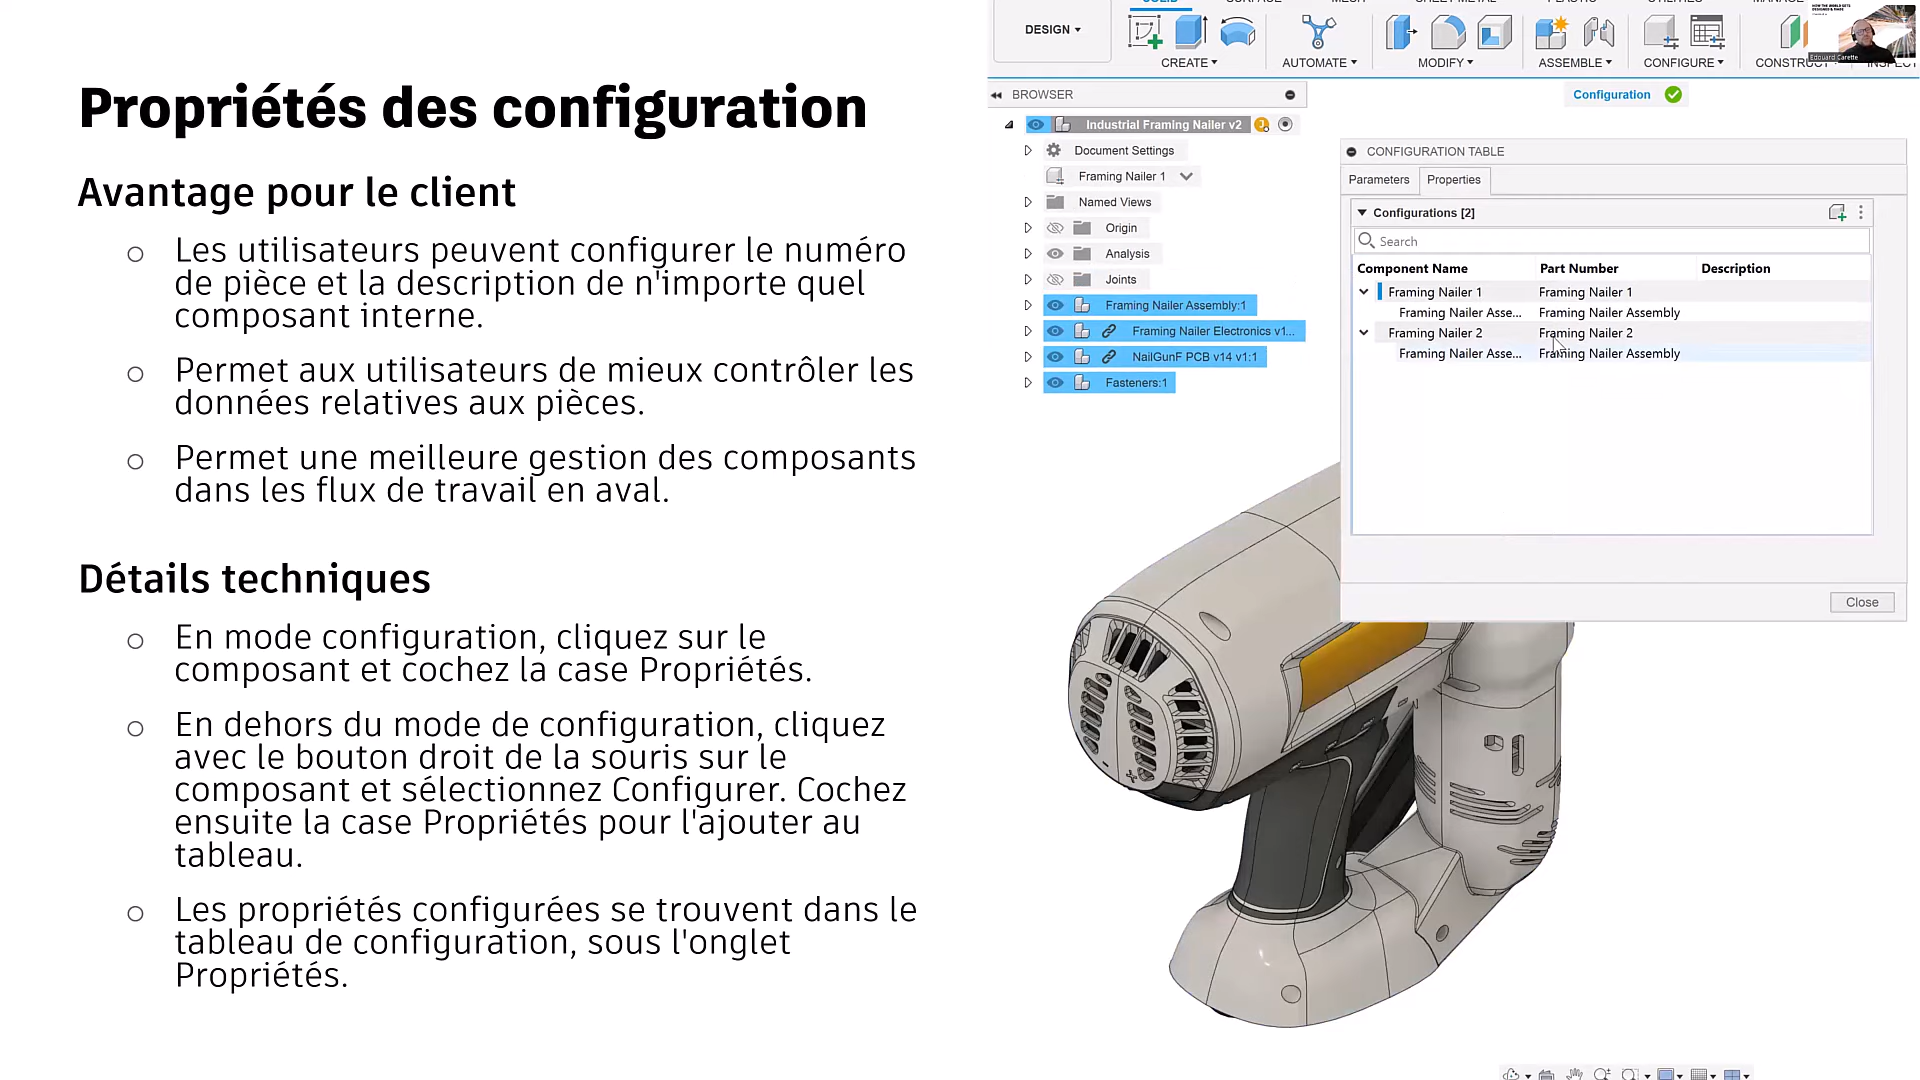 Propriétés des configuration
Avantage pour le client
Les utilisateurs peuvent configurer le numéro
de pièce et la description de n'importe quel
composant interne.
Permet aux utilisateurs de mieux contrôler les
données relatives aux pièces.
Permet une meilleure gestion des composants
dans les flux de travail en aval.
Détails techniques
En mode configuration, cliquez sur le
composant et cochez la case Propriétés.
En dehors du mode de configuration, cliquez
avec le bouton droit de la souris sur le
composant et sélectionnez Configurer. Cochez
ensuite la case Propriétés pour l'ajouter au
tableau.
Les propriétés configurées se trouvent dans le
tableau de configuration, sous l'onglet
Propriétés.
DESIGN
CREATE
AUTOMATE
MODIFY
ASSEMBLE
CONFIGURE
Edouard Carette
BROWSER
Configuration
Industrial Framing Nailer v2
Document Settings
Framing Nailer 1
Named Views
Origin
Analysis
Joints
Framing Nailer Assembly:1
Framing Nailer Electronics v1...
NailGunF PCB v14 v1:1
Fasteners:1
CONFIGURATION TABLE
Parameters Properties
Configurations [2]
Search
Component Name Part Number Description
Framing Nailer 1 Framing Nailer 1
Framing Nailer Asse... Framing Nailer Assembly
Framing Nailer 2 Framing Nailer 2
Framing Nailer Asse... Framing Nailer Assembly
Close